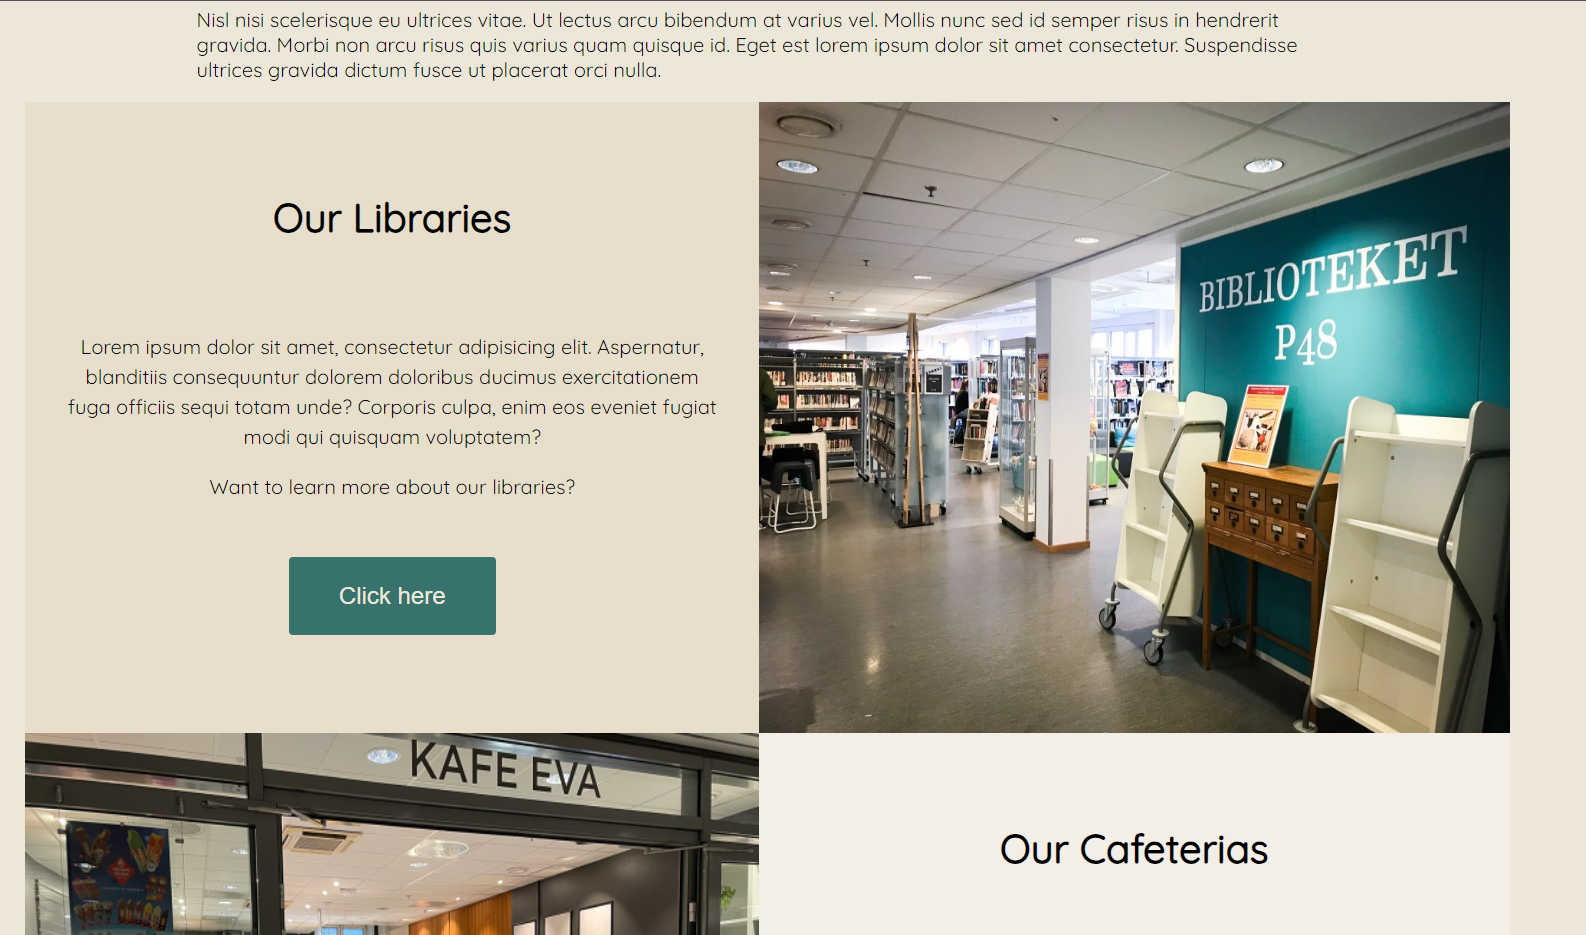 Nisl nisi scelerisque eu ultrices vitae. Ut lectus arcu bibendum at varius vel. Mollis nunc sed id semper risus in hendrerit
gravida. Morbi non arcu risus quis varius quam quisque id. Eget est lorem ipsum dolor sit amet consectetur. Suspendisse
ultrices gravida dictum fusce ut placerat orci nulla.
Our Libraries
Lorem ipsum dolor sit amet, consectetur adipisicing elit. Aspernatur,
blanditiis consequuntur dolorem doloribus ducimus exercitationem
fuga officiis sequi totam unde? Corporis culpa, enim eos eveniet fugiat
modi qui quisquam voluptatem?
Want to learn more about our libraries?
Click here
BIBLIOTEKET
P48
KAFE EVA
Our Cafeterias